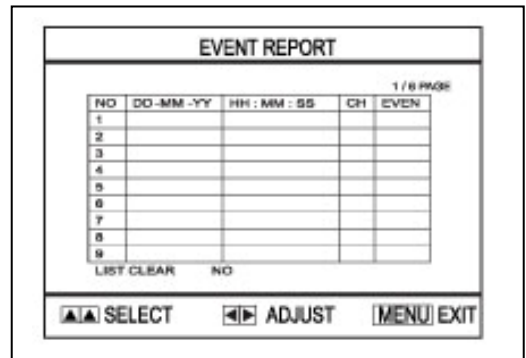 EVENT REPORT
1 / 6 PAGE
NO DD-MM-YY HH : MM : SS CH EVEN
1
2
3
4
5
6
7
8
9
LIST CLEAR NO
▲▲ SELECT ◀▶ ADJUST MENU EXIT